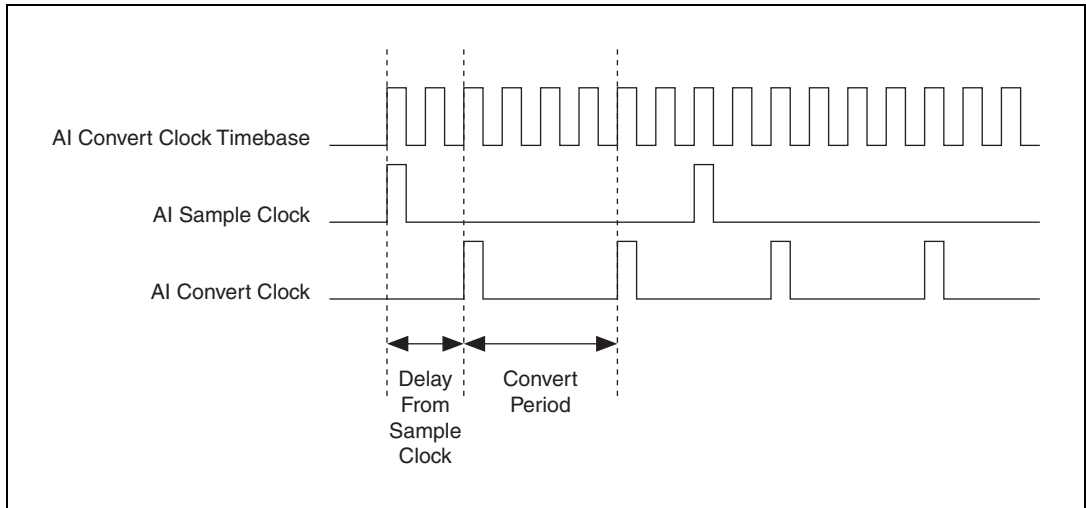 AI Convert Clock Timebase
AI Sample Clock
AI Convert Clock
Delay
From
Sample
Clock
Convert
Period